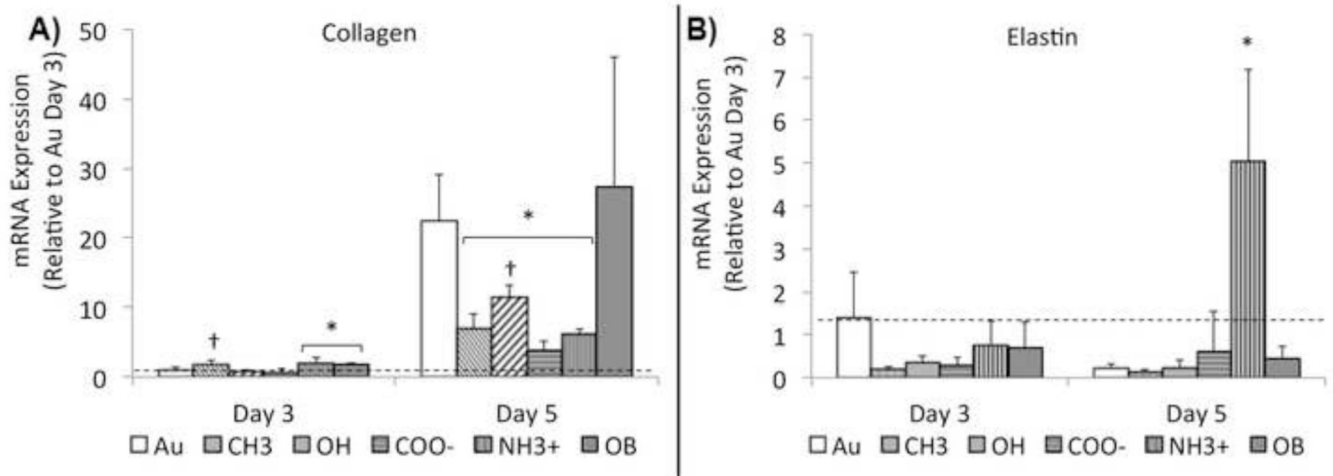 A)
Collagen
mRNA Expression
(Relative to Au Day 3)
50
40
30
20
10
0
†
*
*
†
Day 3
Day 5
Au CH3 OH COO- NH3+ OB
B)
Elastin
mRNA Expression
(Relative to Au Day 3)
8
7
6
5
4
3
2
1
0
*
Day 3
Day 5
Au CH3 OH COO- NH3+ OB